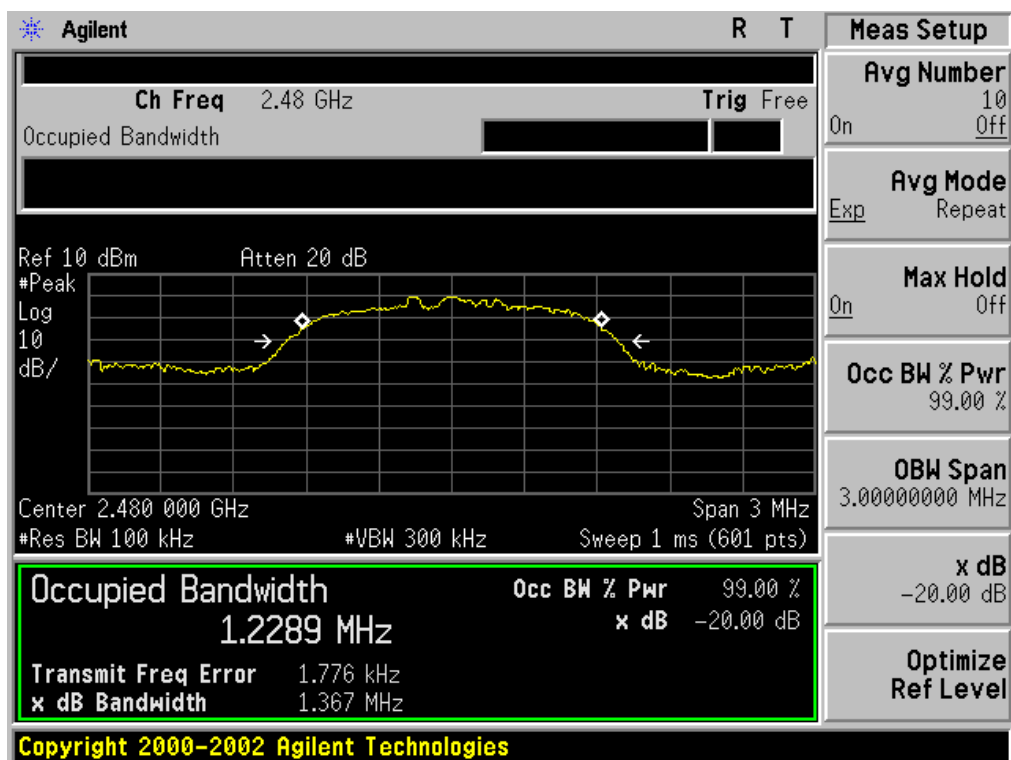 Agilent R T Meas Setup
Ch Freq 2.48 GHz Trig Free
Occupied Bandwidth
Ref 10 dBm Atten 20 dB
#Peak
Log
10
dB/
Center 2.480 000 GHz Span 3 MHz
#Res BW 100 kHz #VBW 300 kHz Sweep 1 ms (601 pts)
Occupied Bandwidth Occ BW % Pwr 99.00 %
1.2289 MHz x dB -20.00 dB
Transmit Freq Error 1.776 kHz
x dB Bandwidth 1.367 MHz
Copyright 2000-2002 Agilent Technologies
Avg Number
10
On Off
Avg Mode
Exp Repeat
Max Hold
On Off
Occ BW % Pwr
99.00 %
OBW Span
3.00000000 MHz
x dB
-20.00 dB
Optimize
Ref Level